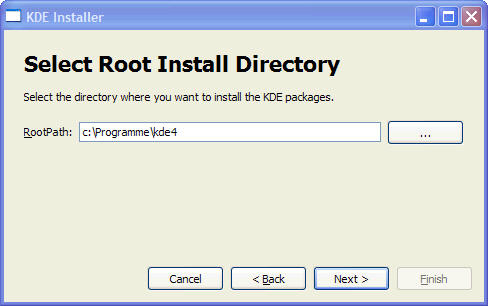 KDE Installer
Select Root Install Directory
Select the directory where you want to install the KDE packages.
RootPath: c:\Programme\kde4 ...
Cancel < Back Next > Finish